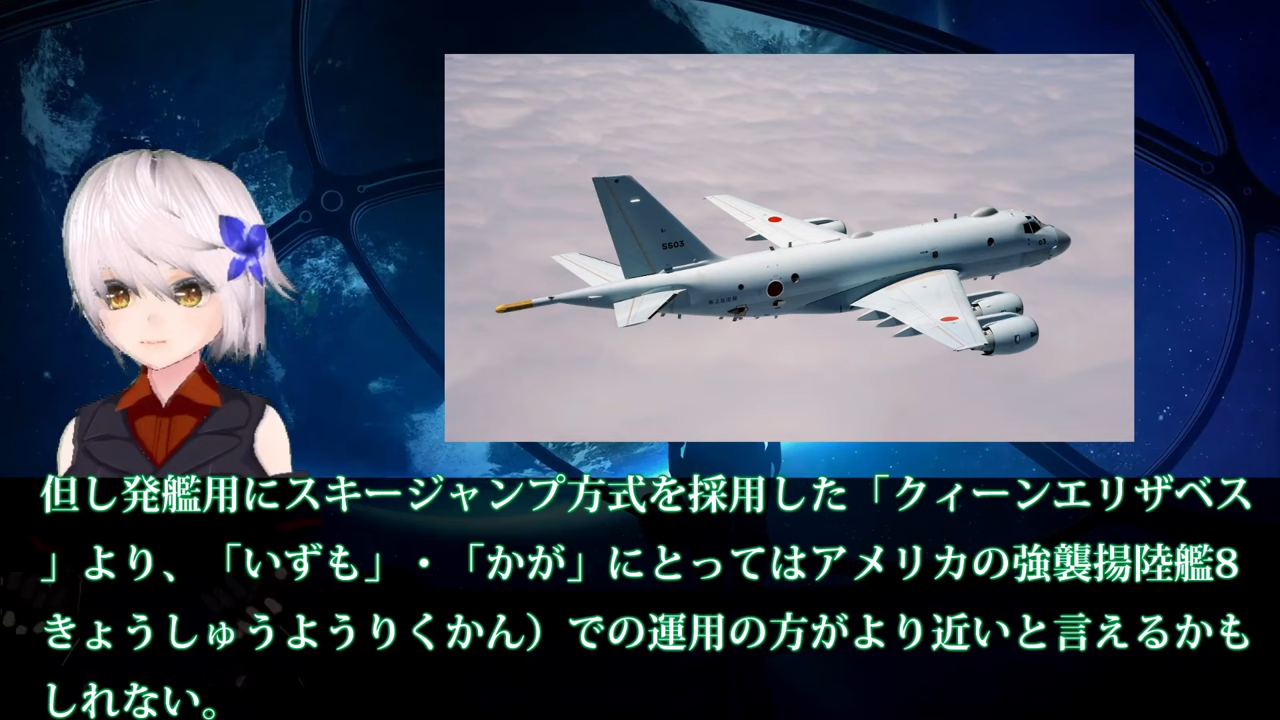 5503
03
但し発艦用にスキージャンプ方式を採用した「クィーンエリザベス
」より、「いずも」・「かが」にとってはアメリカの強襲揚陸艦8
きょうしゅうようりくかん）での運用の方がより近いと言えるかも
しれない。